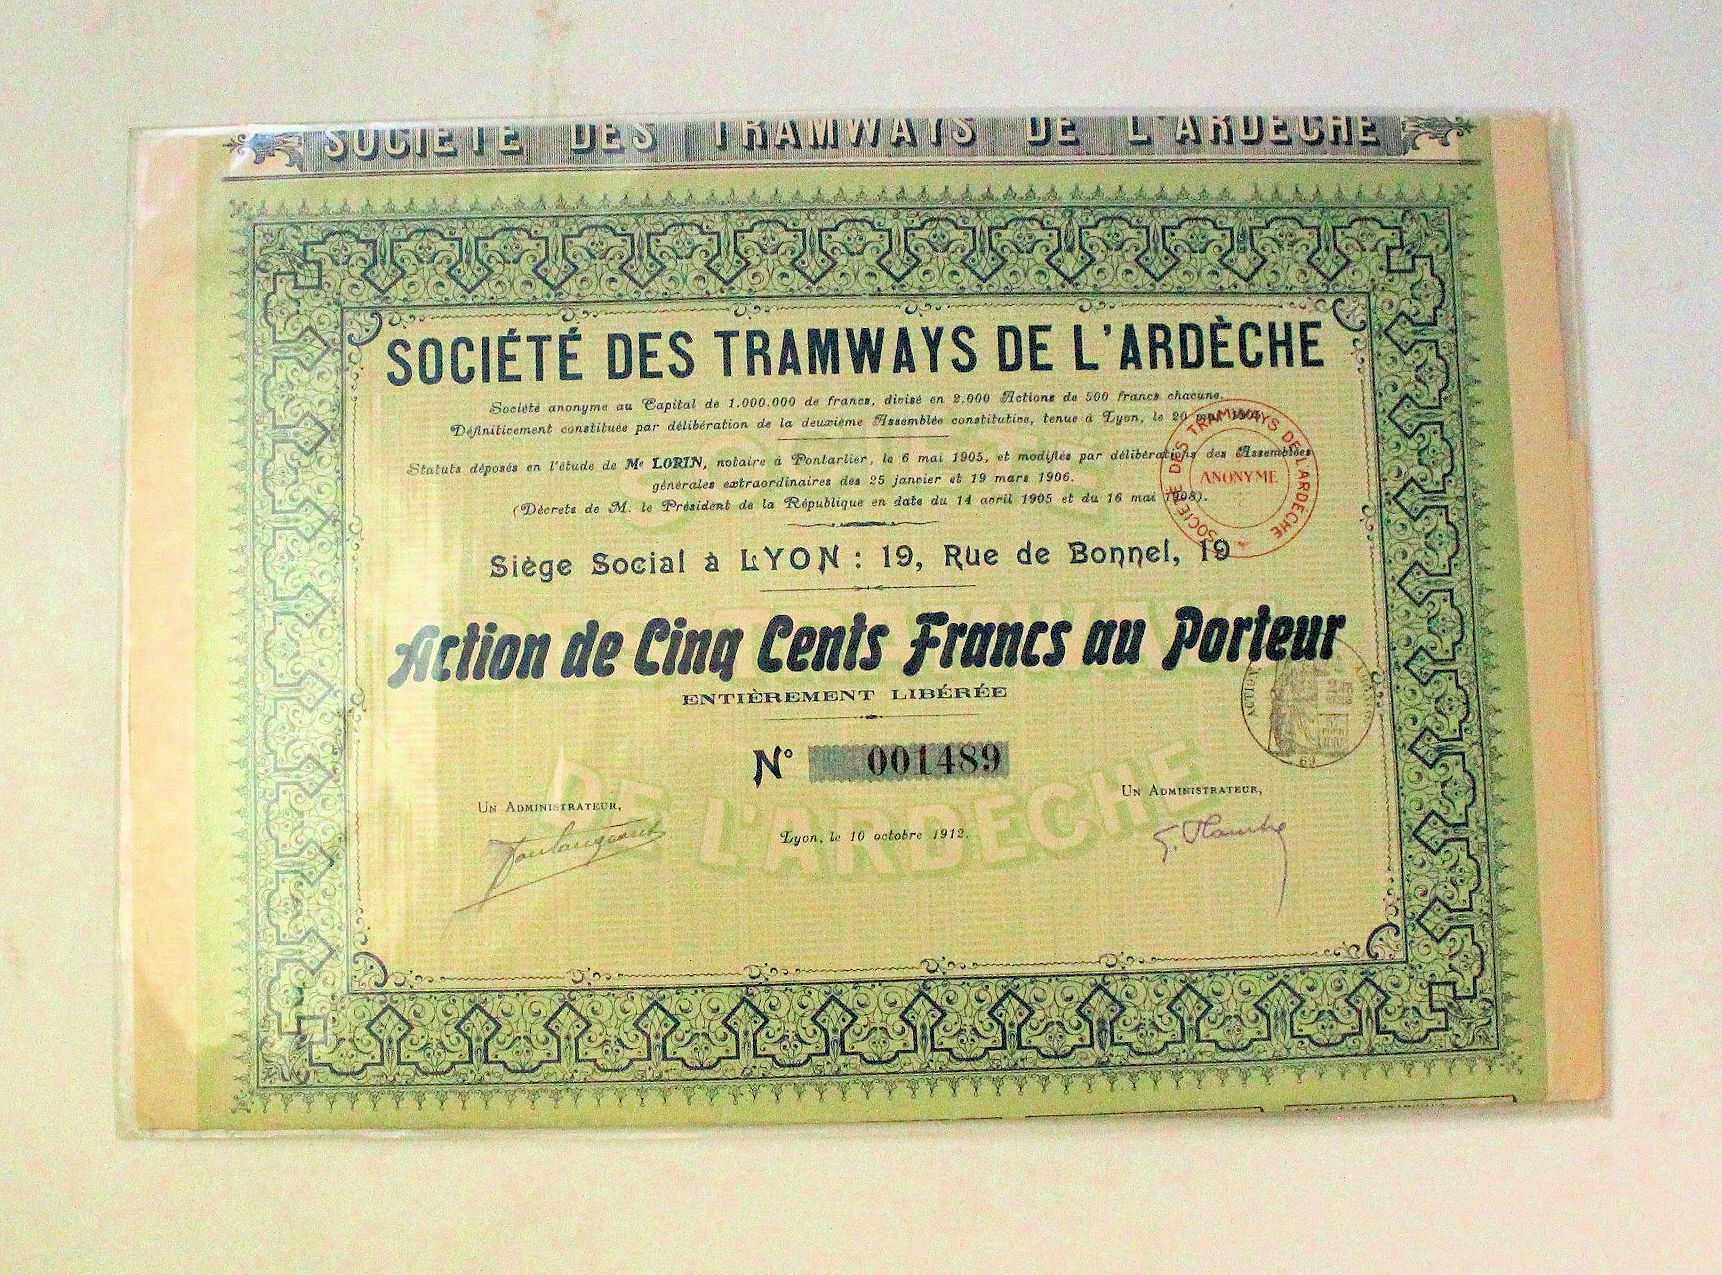 SOCIÉTÉ DES TRAMWAYS DE L'ARDÈCHE
SOCIÉTÉ DES TRAMWAYS DE L'ARDÈCHE
Société anonyme au Capital de 1.000.000 de francs, divisé en 2.000 Actions de 500 francs chacune.
Définitivement constituée par délibération de la deuxième Assemblée constitutive, tenue à Lyon, le 20 1905
Statuts déposés en l'étude de Me LORIN, notaire à Pontarlier, le 6 mai 1905, et modifiés par délibérations des Assemblées
générales extraordinaires des 25 janvier et 19 mars 1906.
(Décrets de M. le Président de la République en date du 14 avril 1905 et du 16 mai 1908).
SOCIÉTÉ DES TRAMWAYS DE L'ARDÈCHE
ANONYME
Siège Social à LYON : 19, Rue de Bonnel, 19
Action de Cinq Cents Francs au Porteur
ENTIÈREMENT LIBÉRÉE
N° 001489
ACTION
69
UN ADMINISTRATEUR,
UN ADMINISTRATEUR,
Lyon, le 10 octobre 1912.
DE L'ARDÈCHE